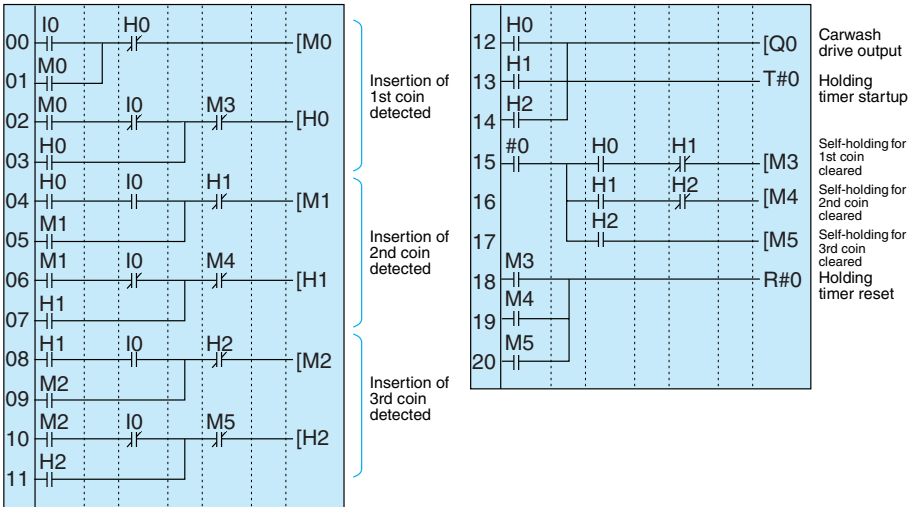 I0 H0
00 [M0
M0
01
M0 I0 M3
02 [H0
H0
03
H0 I0 H1
04 [M1
M1
05
M1 I0 M4
06 [H1
H1
07
H1 I0 H2
08 [M2
M2
09
M2 I0 M5
10 [H2
H2
11
Insertion of
1st coin
detected
Insertion of
2nd coin
detected
Insertion of
3rd coin
detected
H0
12 [Q0
H1
13 T#0
H2
14
#0 H0 H1
15 [M3
H1 H2
16 [M4
H2
17 [M5
M3
18 R#0
M4
19
M5
20
Carwash
drive output
Holding
timer startup
Self-holding for
1st coin
cleared
Self-holding for
2nd coin
cleared
Self-holding for
3rd coin
cleared
Holding
timer reset